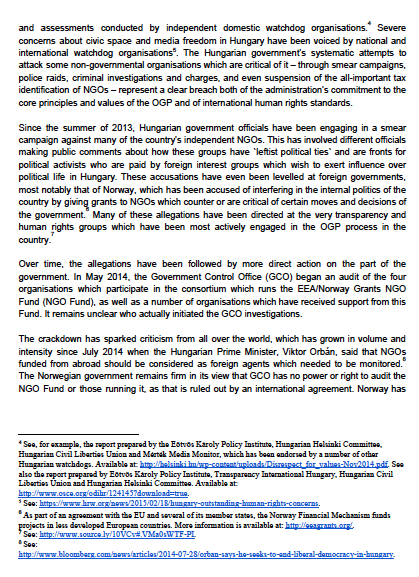 and assessments conducted by independent domestic watchdog organisations.4 Severe
concerns about civic space and media freedom in Hungary have been voiced by national and
international watchdog organisations5. The Hungarian government's systematic attempts to
attack some non-governmental organisations which are critical of it – through smear campaigns,
police raids, criminal investigations and charges, and even suspension of the all-important tax
identification of NGOs – represent a clear breach both of the administration's commitment to the
core principles and values of the OGP and of international human rights standards.
Since the summer of 2013, Hungarian government officials have been engaging in a smear
campaign against many of the country's independent NGOs. This has involved different officials
making public comments about how these groups have `leftist political ties` and are fronts for
political activists who are paid by foreign interest groups which wish to exert influence over
political life in Hungary. These accusations have even been levelled at foreign governments,
most notably that of Norway, which has been accused of interfering in the internal politics of the
country by giving grants to NGOs which counter or are critical of certain moves and decisions of
the government.6 Many of these allegations have been directed at the very transparency and
human rights groups which have been most actively engaged in the OGP process in the
country.7
Over time, the allegations have been followed by more direct action on the part of the
government. In May 2014, the Government Control Office (GCO) began an audit of the four
organisations which participate in the consortium which runs the EEA/Norway Grants NGO
Fund (NGO Fund), as well as a number of organisations which have received support from this
Fund. It remains unclear who actually initiated the GCO investigations.
The crackdown has sparked criticism from all over the world, which has grown in volume and
intensity since July 2014 when the Hungarian Prime Minister, Viktor Orbán, said that NGOs
funded from abroad should be considered as foreign agents which needed to be monitored.8
The Norwegian government remains firm in its view that GCO has no power or right to audit the
NGO Fund or those running it, as that is ruled out by an international agreement. Norway has
4 See, for example, the report prepared by the Eötvös Károly Policy Institute, Hungarian Helsinki Committee,
Hungarian Civil Liberties Union and Mérték Media Monitor, which has been endorsed by a number of other
Hungarian watchdogs. Available at: http://helsinki.hu/wp-content/uploads/Disrespect_for_values-Nov2014.pdf. See
also the report prepared by Eötvös Károly Policy Institute, Transparency International Hungary, Hungarian Civil
Liberties Union and Hungarian Helsinki Committee. Available at:
http://www.osce.org/odihr/124145?download=true.
5 See: https://www.hrw.org/news/2015/02/18/hungary-outstanding-human-rights-concerns.
6 As part of an agreement with the EU and several of its member states, the Norway Financial Mechanism funds
projects in less developed European countries. More information is available at: http://eeagrants.org/.
7 See: http://www.source.ly/10VCv#.VMa0sWTF-PI.
8 See:
http://www.bloomberg.com/news/articles/2014-07-28/orban-says-he-seeks-to-end-liberal-democracy-in-hungary.